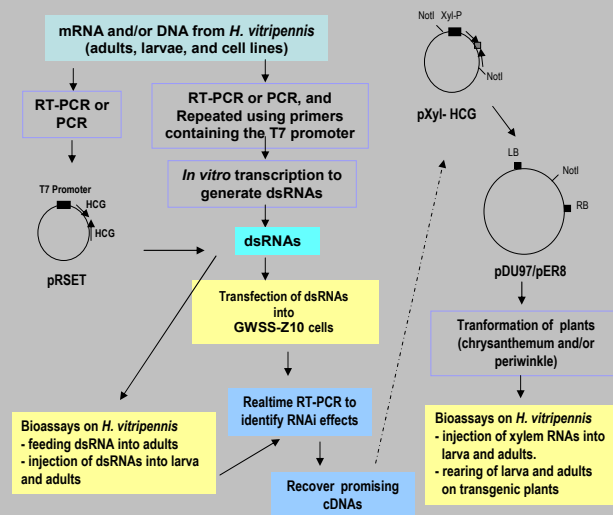 mRNA and/or DNA from H. vitripennis
(adults, larvae, and cell lines)
RT-PCR or
PCR
RT-PCR or PCR, and
Repeated using primers
containing the T7 promoter
In vitro transcription to
generate dsRNAs
T7 Promoter
HCG
HCG
pRSET
dsRNAs
Transfection of dsRNAs
into
GWSS-Z10 cells
Realtime RT-PCR to
identify RNAi effects
Bioassays on H. vitripennis
- feeding dsRNA into adults
- injection of dsRNAs into larva
and adults
Recover promising
cDNAs
NotI Xyl-P
NotI
pXyl- HCG
LB
NotI
RB
pDU97/pER8
Tranformation of plants
(chrysanthemum and/or
periwinkle)
Bioassays on H. vitripennis
- injection of xylem RNAs into
larva and adults.
- rearing of larva and adults
on transgenic plants